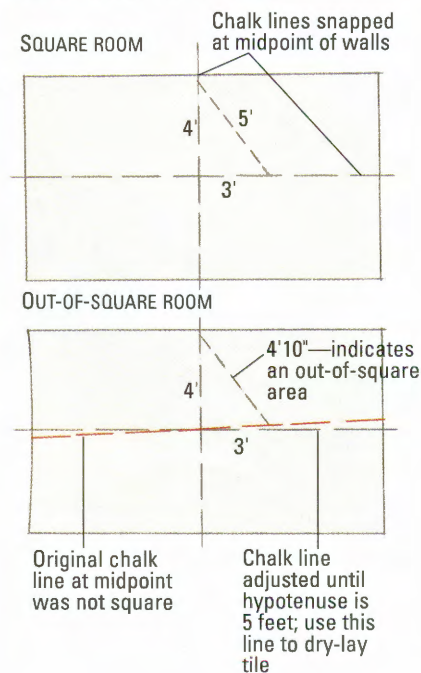 SQUARE ROOM
Chalk lines snapped
at midpoint of walls
4'
5'
3'
OUT-OF-SQUARE ROOM
4'10"—indicates
an out-of-square
area
4'
3'
Original chalk
line at midpoint
was not square
Chalk line
adjusted until
hypotenuse is
5 feet; use this
line to dry-lay
tile